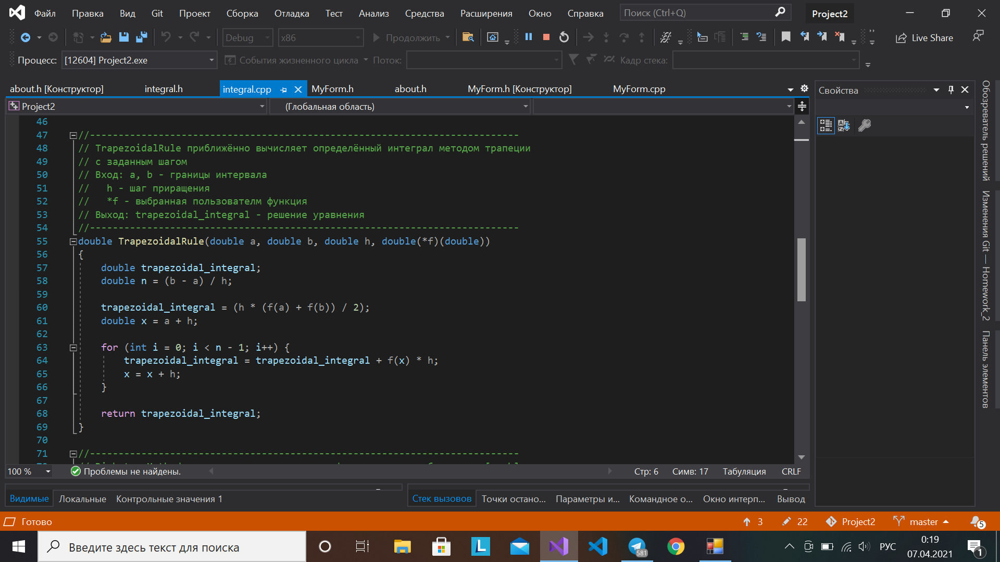 Файл Правка Вид Git Проект Сборка Отладка Тест Анализ Средства Расширения Окно Справка Поиск (Ctrl+Q) Project2
Debug x86 Продолжить Live Share
Процесс: [12604] Project2.exe События жизненного цикла Поток: Кадр стека:
about.h [Конструктор] integral.h integral.cpp MyForm.h about.h MyForm.h [Конструктор] MyForm.cpp
Project2 (Глобальная область)
46
47 //---------------------------------------------------------------------------
48 // TrapezoidalRule приближённо вычисляет определённый интеграл методом трапеции
49 // с заданным шагом
50 // Вход: a, b - границы интервала
51 //   h - шаг приращения
52 //   *f - выбранная пользователм функция
53 // Выход: trapezoidal_integral - решение уравнения
54 //---------------------------------------------------------------------------
55 double TrapezoidalRule(double a, double b, double h, double(*f)(double))
56 {
57     double trapezoidal_integral;
58     double n = (b - a) / h;
59
60     trapezoidal_integral = (h * (f(a) + f(b)) / 2);
61     double x = a + h;
62
63     for (int i = 0; i < n - 1; i++) {
64         trapezoidal_integral = trapezoidal_integral + f(x) * h;
65         x = x + h;
66     }
67
68     return trapezoidal_integral;
69 }
70
71 //---------------------------------------------------------------------------
100 % Проблемы не найдены. Стр: 6 Симв: 17 Табуляция CRLF
Видимые Локальные Контрольные значения 1
Стек вызовов Точки остано... Параметры и... Командное о... Окно интерп... Вывод
Свойства
Обозреватель решений
Изменения Git — Homework_2
Панель элементов
Готово 3 22 Project2 master 5
Введите здесь текст для поиска
L
581
РУС
0:19
07.04.2021
1